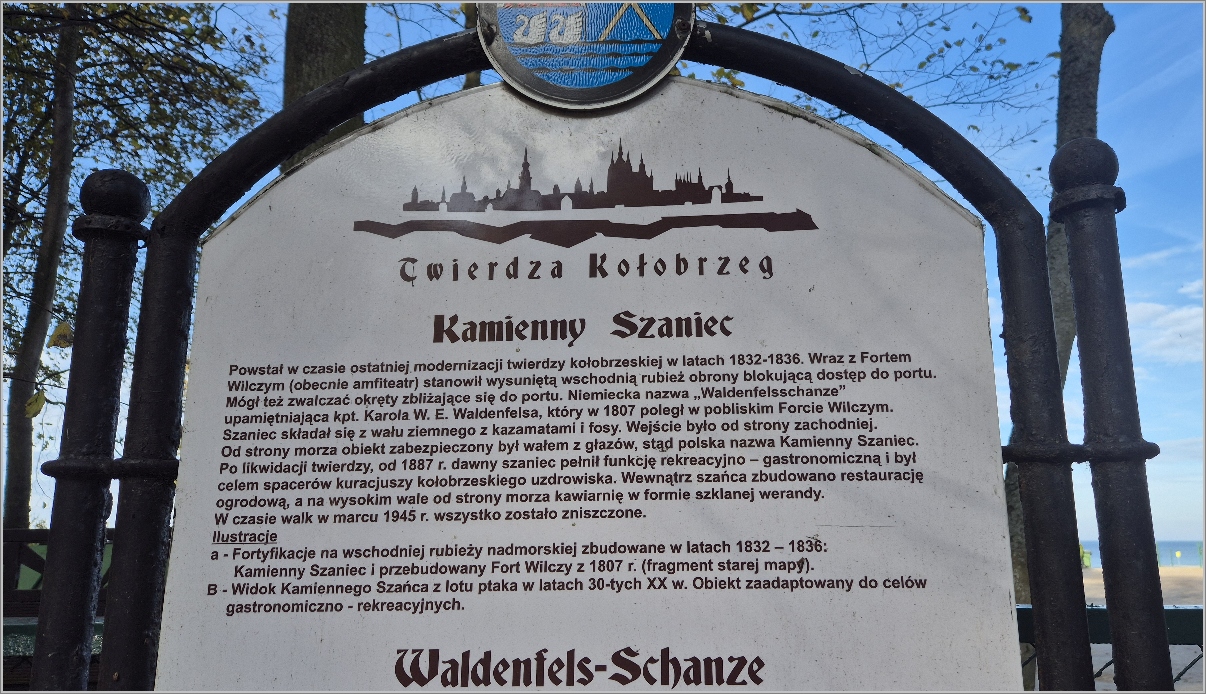 Twierdza Kołobrzeg
Kamienny Szaniec
Powstał w czasie ostatniej modernizacji twierdzy kołobrzeskiej w latach 1832-1836. Wraz z Fortem
Wilczym (obecnie amfiteatr) stanowił wysuniętą wschodnią rubież obrony blokującą dostęp do portu.
Mógł też zwalczać okręty zbliżające się do portu. Niemiecka nazwa „Waldenfelsschanze”
upamiętniająca kpt. Karola W. E. Waldenfelsa, który w 1807 poległ w pobliskim Forcie Wilczym.
Szaniec składał się z wału ziemnego z kazamatami i fosy. Wejście było od strony zachodniej.
Od strony morza obiekt zabezpieczony był wałem z głazów, stąd polska nazwa Kamienny Szaniec.
Po likwidacji twierdzy, od 1887 r. dawny szaniec pełnił funkcję rekreacyjno – gastronomiczną i był
celem spacerów kuracjuszy kołobrzeskiego uzdrowiska. Wewnątrz szańca zbudowano restaurację
ogrodową, a na wysokim wale od strony morza kawiarnię w formie szklanej werandy.
W czasie walk w marcu 1945 r. wszystko zostało zniszczone.
Ilustracje
a - Fortyfikacje na wschodniej rubieży nadmorskiej zbudowane w latach 1832 – 1836:
Kamienny Szaniec i przebudowany Fort Wilczy z 1807 r. (fragment starej mapy).
B - Widok Kamiennego Szańca z lotu ptaka w latach 30-tych XX w. Obiekt zaadaptowany do celów
gastronomiczno - rekreacyjnych.
Waldenfels-Schanze